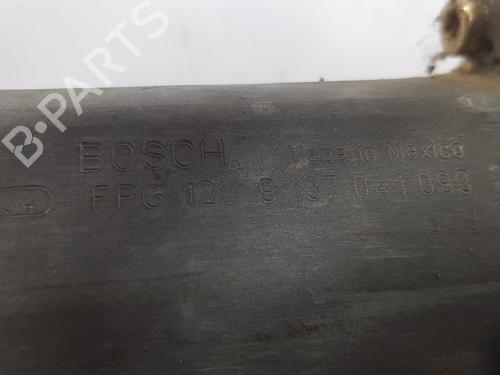 B-Parts
BOSCH Made in Mexico
FPG 12V 9 137 041 093